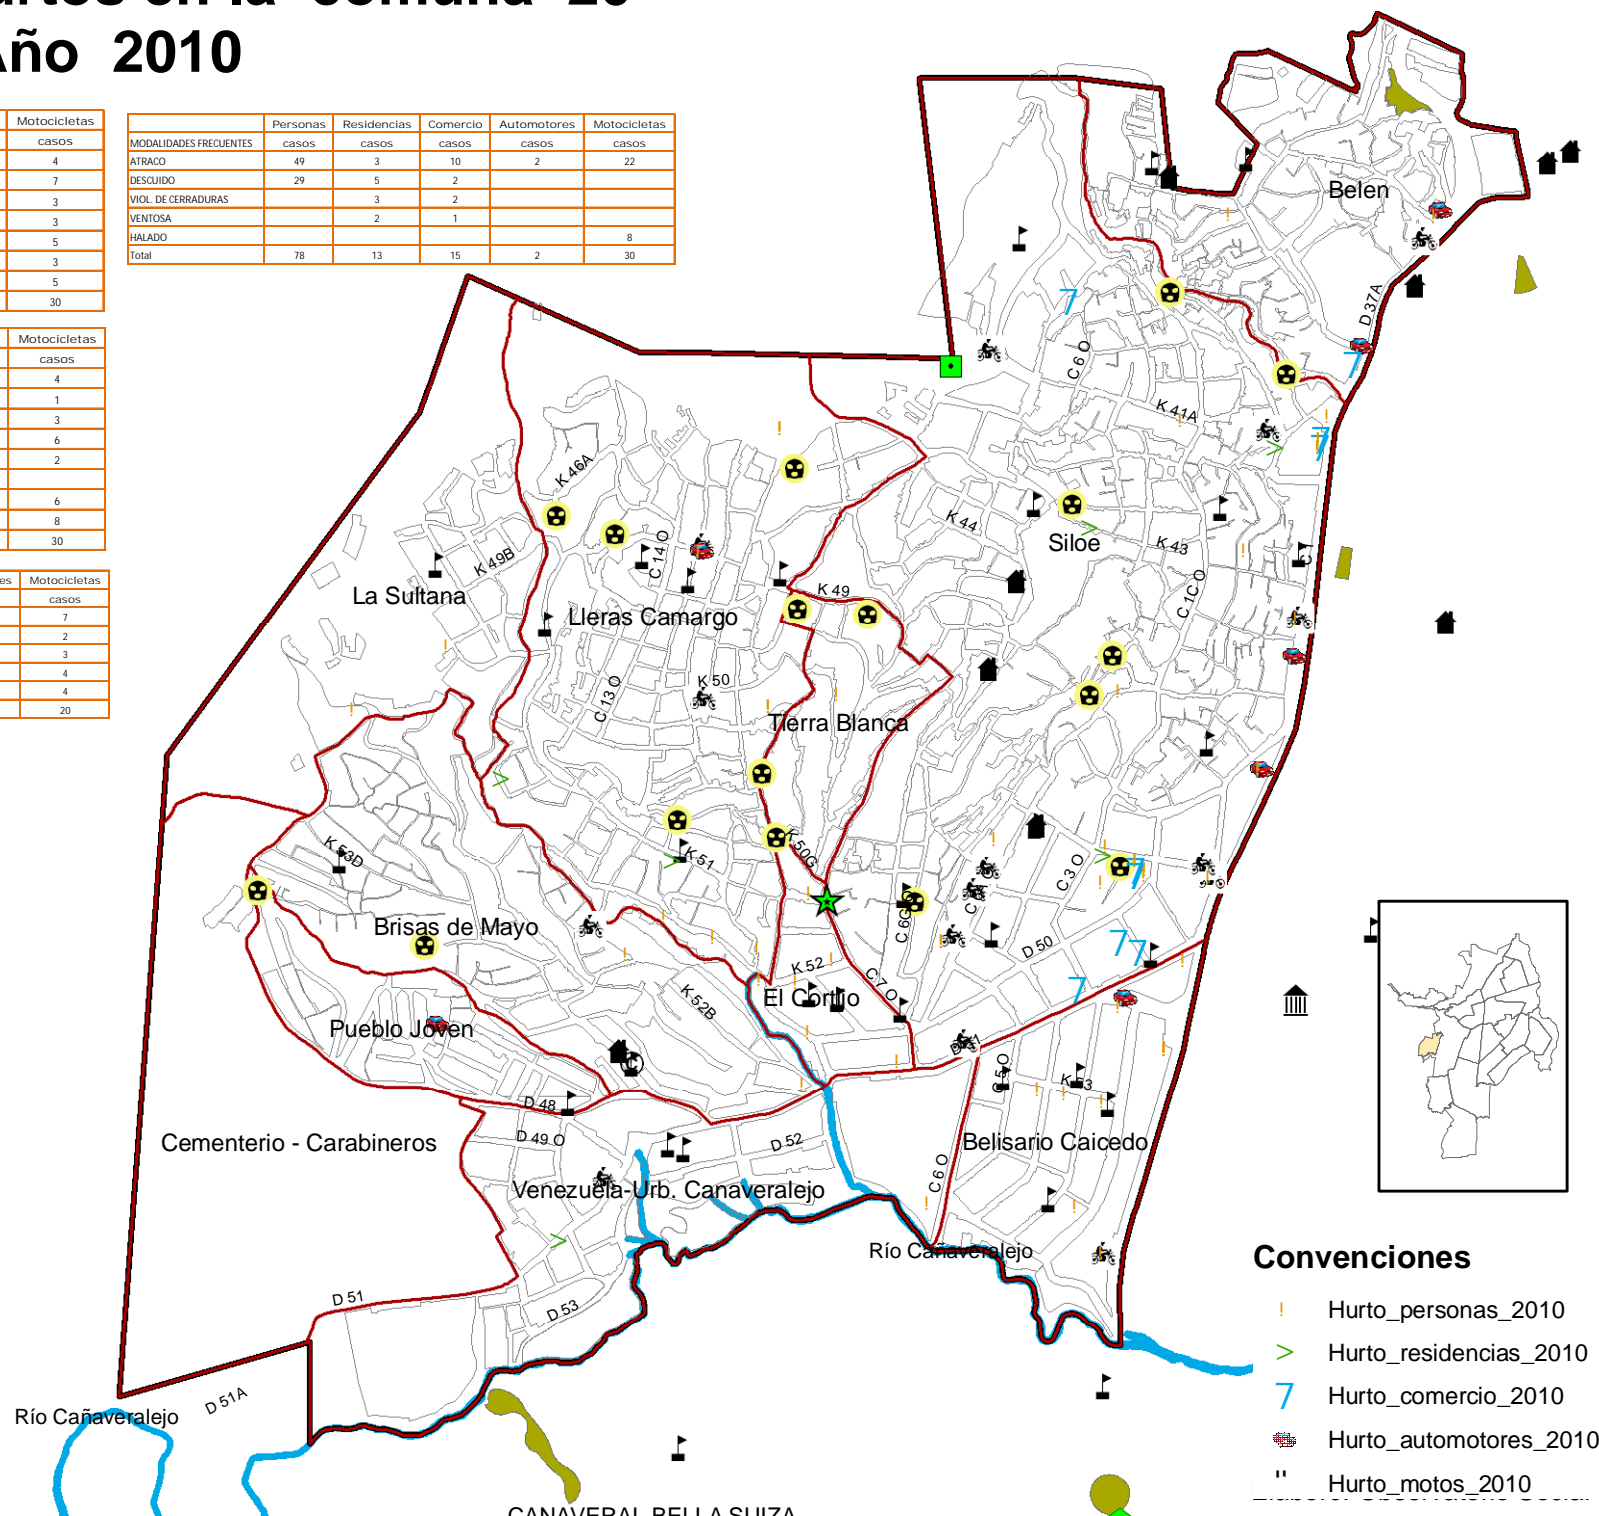 Año 2010
Motocicletas
casos
4
7
3
3
5
3
5
30
Motocicletas
casos
4
1
3
6
2
6
8
30
Motocicletas
casos
7
2
3
4
4
20
Personas Residencias Comercio Automotores Motocicletas
MODALIDADES FRECUENTES casos casos casos casos casos
ATRACO 49 3 10 2 22
DESCUIDO 29 5 2
VIOL. DE CERRADURAS 3 2
VENTOSA 2 1
HALADO 8
Total 78 13 15 2 30
Belen
D 37A
C 6 O
K 41A
K 46A
K 44
Siloe
K 43
C 14 O
K 49B
La Sultana
K 49
C 1C O
Lleras Camargo
K 50
C 13 O
Tierra Blanca
K 50G
K 51
K 53D
C 3 O
Brisas de Mayo
D 50
K 52
C 7 O
El Cortijo
K 52B
Pueblo Joven
C 5 O
K 53
D 48
D 49 O
D 52
Cementerio - Carabineros
Belisario Caicedo
C 6 O
Venezuela-Urb. Canaveralejo
Río Cañaveralejo
D 51
D 53
D 51A
Río Cañaveralejo
CANAVERAL BELLA SUIZA
Convenciones
Hurto_personas_2010
Hurto_residencias_2010
Hurto_comercio_2010
Hurto_automotores_2010
Hurto_motos_2010